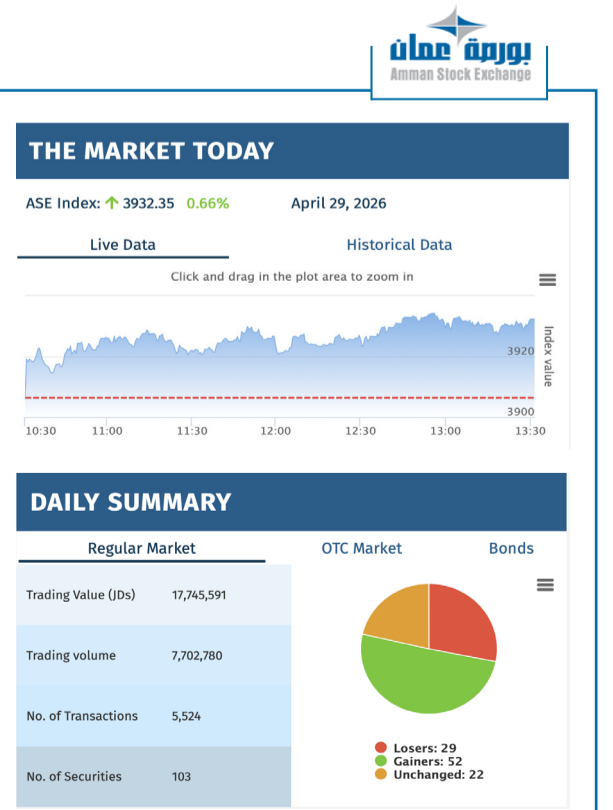 بورصة عمان
Amman Stock Exchange
THE MARKET TODAY
ASE Index: ↑ 3932.35 0.66% April 29, 2026
Live Data Historical Data
Click and drag in the plot area to zoom in
Index value
3920
3900
10:30 11:00 11:30 12:00 12:30 13:00 13:30
DAILY SUMMARY
Regular Market OTC Market Bonds
Trading Value (JDs) 17,745,591
Trading volume 7,702,780
No. of Transactions 5,524
No. of Securities 103
Losers: 29
Gainers: 52
Unchanged: 22